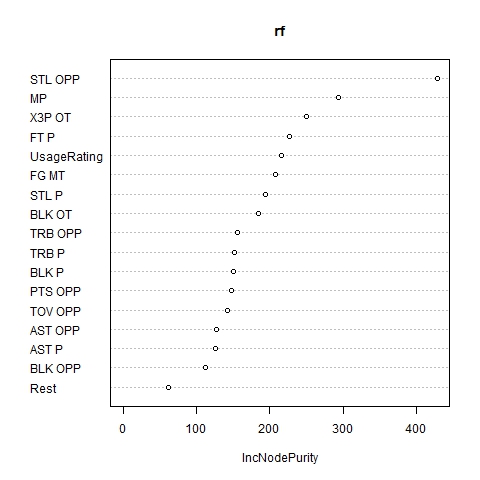 rf
STL OPP
MP
X3P OT
FT P
UsageRating
FG MT
STL P
BLK OT
TRB OPP
TRB P
BLK P
PTS OPP
TOV OPP
AST OPP
AST P
BLK OPP
Rest
0 100 200 300 400
IncNodePurity